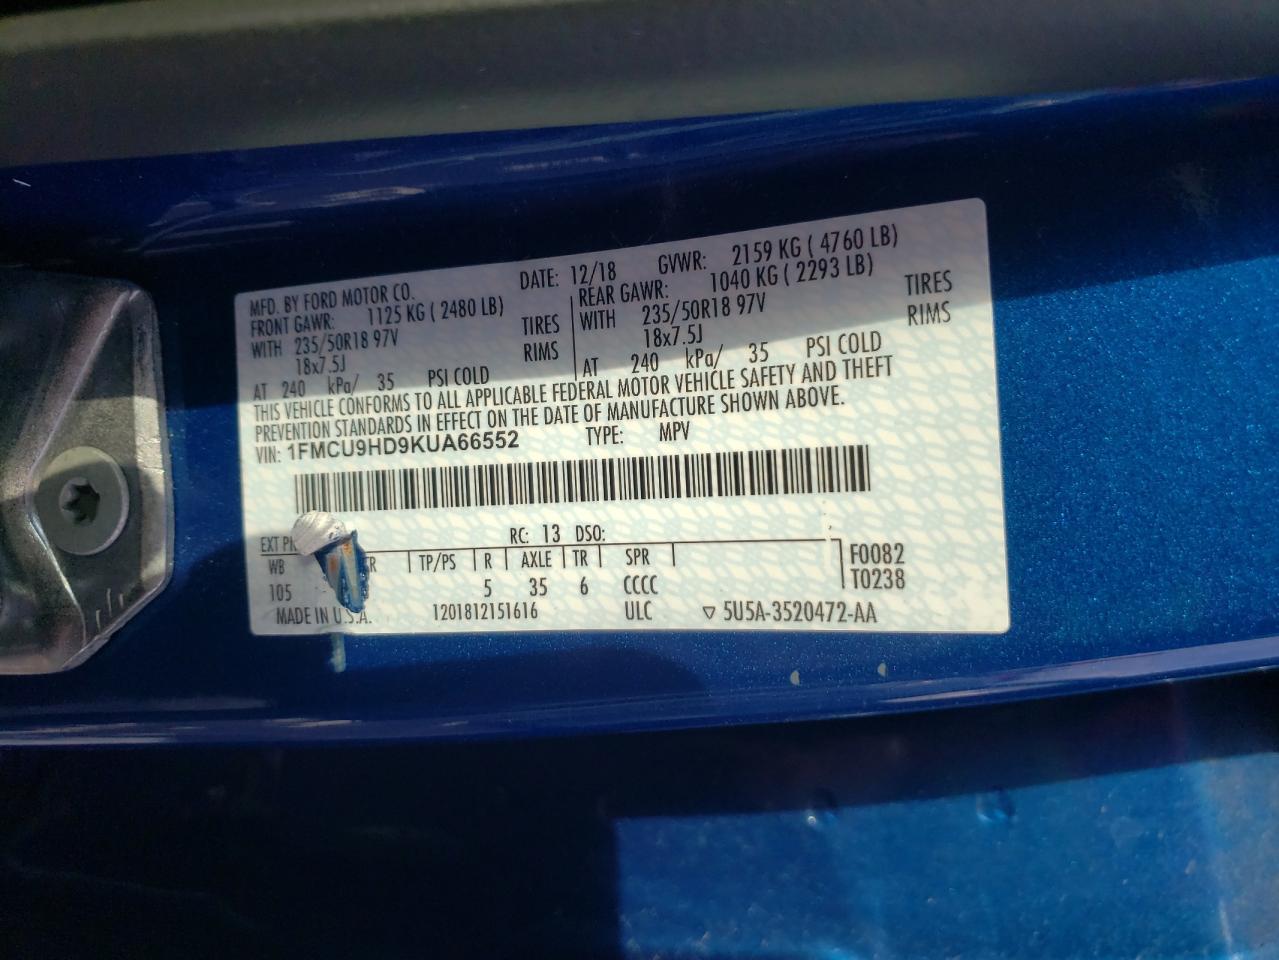 MFD. BY FORD MOTOR CO. DATE: 12/18 GVWR: 2159 KG ( 4760 LB)
FRONT GAWR: 1125 KG ( 2480 LB) REAR GAWR: 1040 KG ( 2293 LB)
WITH 235/50R18 97V TIRES WITH 235/50R18 97V TIRES
18x7.5J RIMS 18x7.5J RIMS
AT 240 kPa/ 35 PSI COLD AT 240 kPa/ 35 PSI COLD
THIS VEHICLE CONFORMS TO ALL APPLICABLE FEDERAL MOTOR VEHICLE SAFETY AND THEFT
PREVENTION STANDARDS IN EFFECT ON THE DATE OF MANUFACTURE SHOWN ABOVE.
VIN: 1FMCU9HD9KUA66552 TYPE: MPV
EXT RC: 13 DSO:
WB TP/PS R AXLE TR SPR F0082
105 5 35 6 CCCC T0238
MADE IN U.S.A. 1201812151616 ULC ▽ 5U5A-3520472-AA